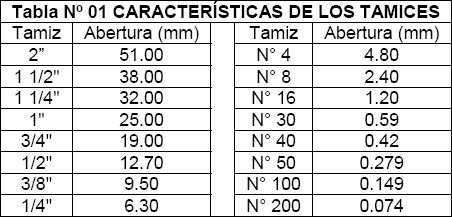 Tabla Nº 01 CARACTERÍSTICAS DE LOS TAMICES
Tamiz Abertura (mm) Tamiz Abertura (mm)
2” 51.00 N° 4 4.80
1 1/2" 38.00 N° 8 2.40
1 1/4" 32.00 N° 16 1.20
1" 25.00 N° 30 0.59
3/4" 19.00 N° 40 0.42
1/2" 12.70 N° 50 0.279
3/8" 9.50 N° 100 0.149
1/4" 6.30 N° 200 0.074